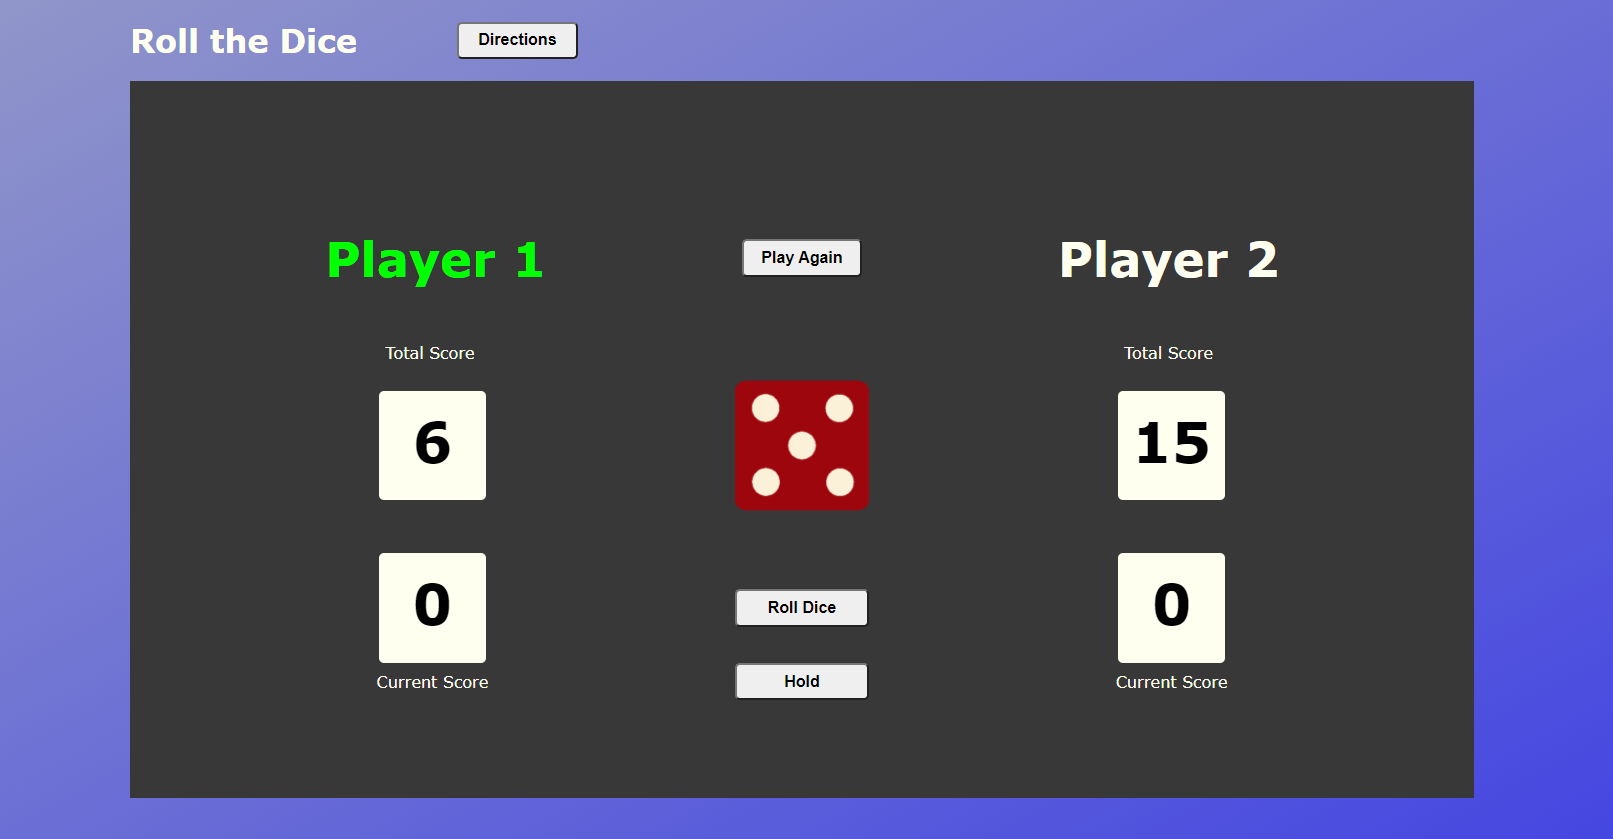 Roll the Dice
Directions
Player 1
Play Again
Player 2
Total Score
Total Score
6
15
0
0
Roll Dice
Hold
Current Score
Current Score